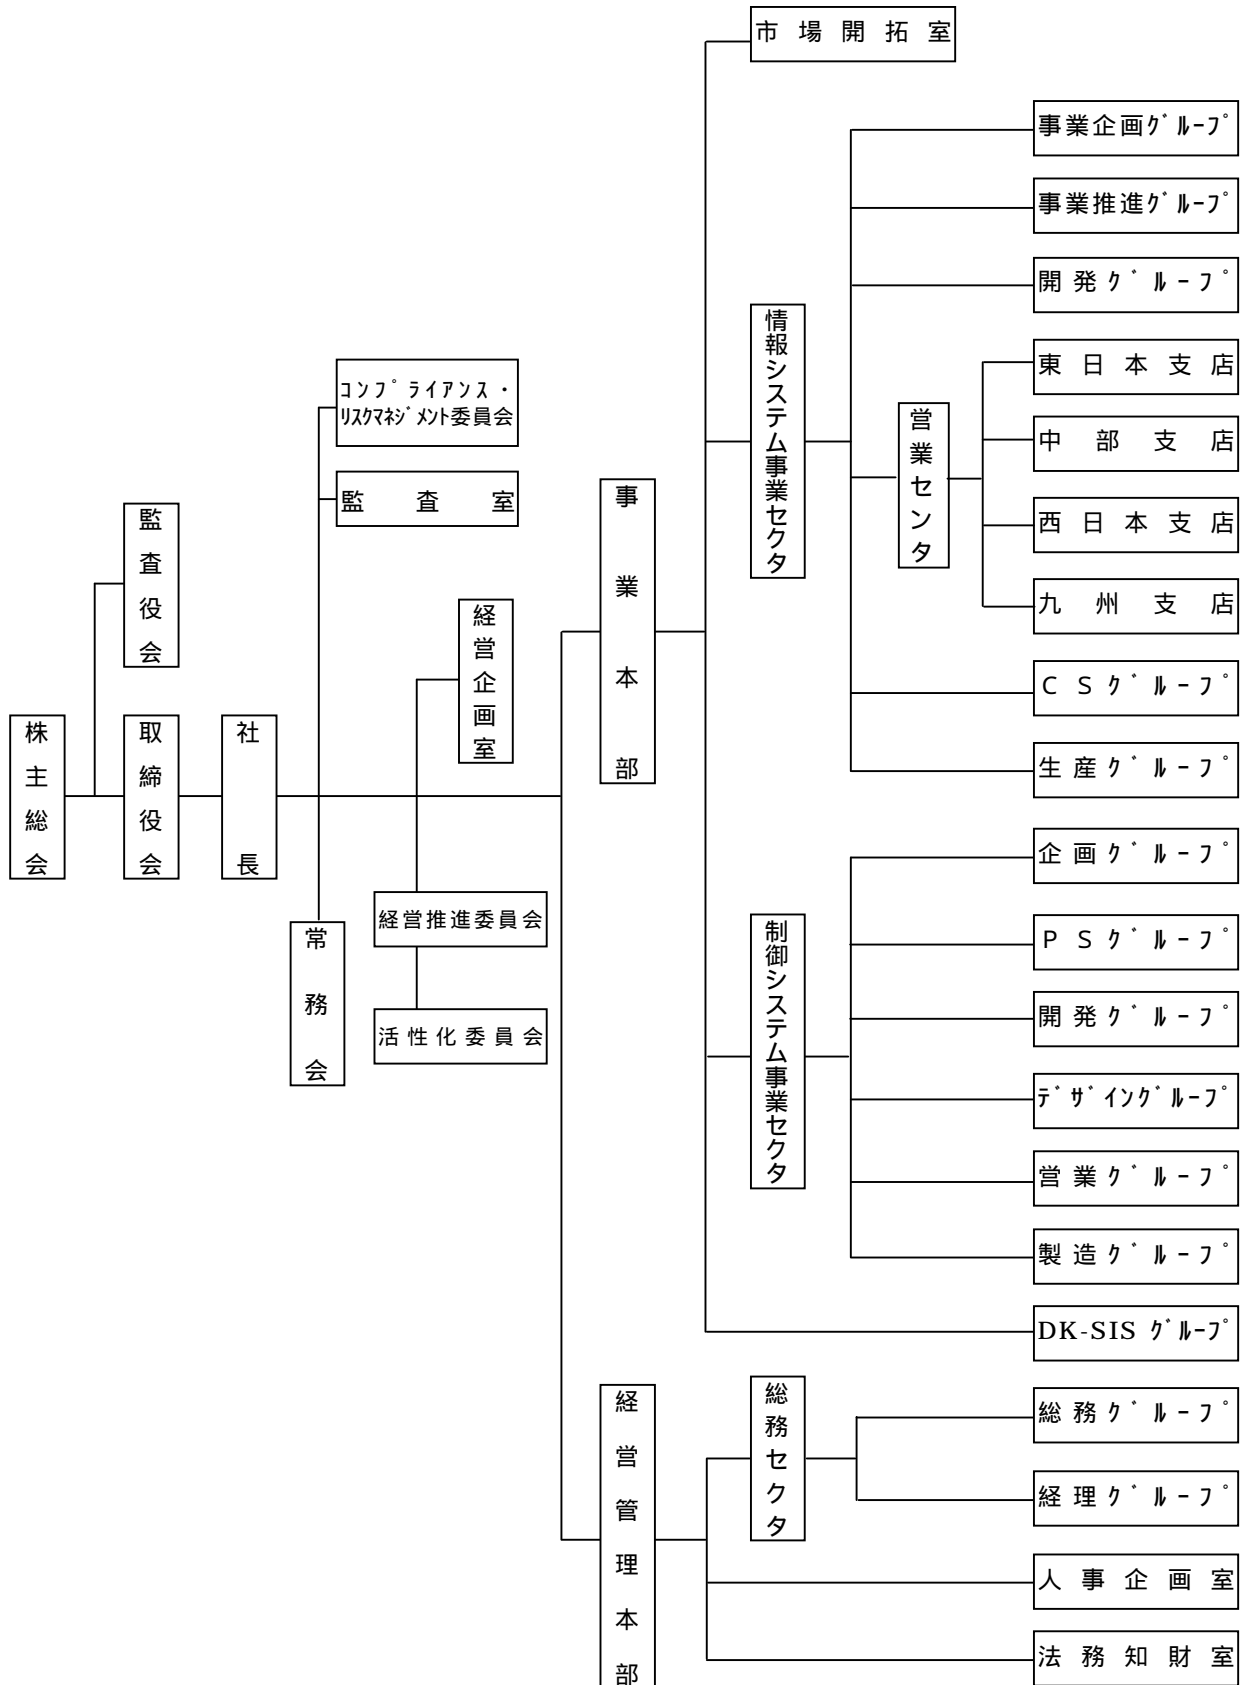 市場開拓室
事業企画ｸﾞﾙｰﾌﾟ
事業推進ｸﾞﾙｰﾌﾟ
開発ｸﾞﾙｰﾌﾟ
情報システム事業セクタ
東日本支店
コンプライアンス・
ﾘｽｸﾏﾈｼﾞﾒﾝﾄ委員会
営業センタ
中部支店
監査室
事業本部
西日本支店
監査役会
九州支店
経営企画室
CSｸﾞﾙｰﾌﾟ
株主総会
取締役会
社長
生産ｸﾞﾙｰﾌﾟ
企画ｸﾞﾙｰﾌﾟ
経営推進委員会
常務会
制御システム事業セクタ
PSｸﾞﾙｰﾌﾟ
活性化委員会
開発ｸﾞﾙｰﾌﾟ
ﾃﾞｻﾞｲﾝｸﾞﾙｰﾌﾟ
営業ｸﾞﾙｰﾌﾟ
製造ｸﾞﾙｰﾌﾟ
DK-SIS ｸﾞﾙｰﾌﾟ
経営管理本部
総務セクタ
総務ｸﾞﾙｰﾌﾟ
経理ｸﾞﾙｰﾌﾟ
人事企画室
法務知財室